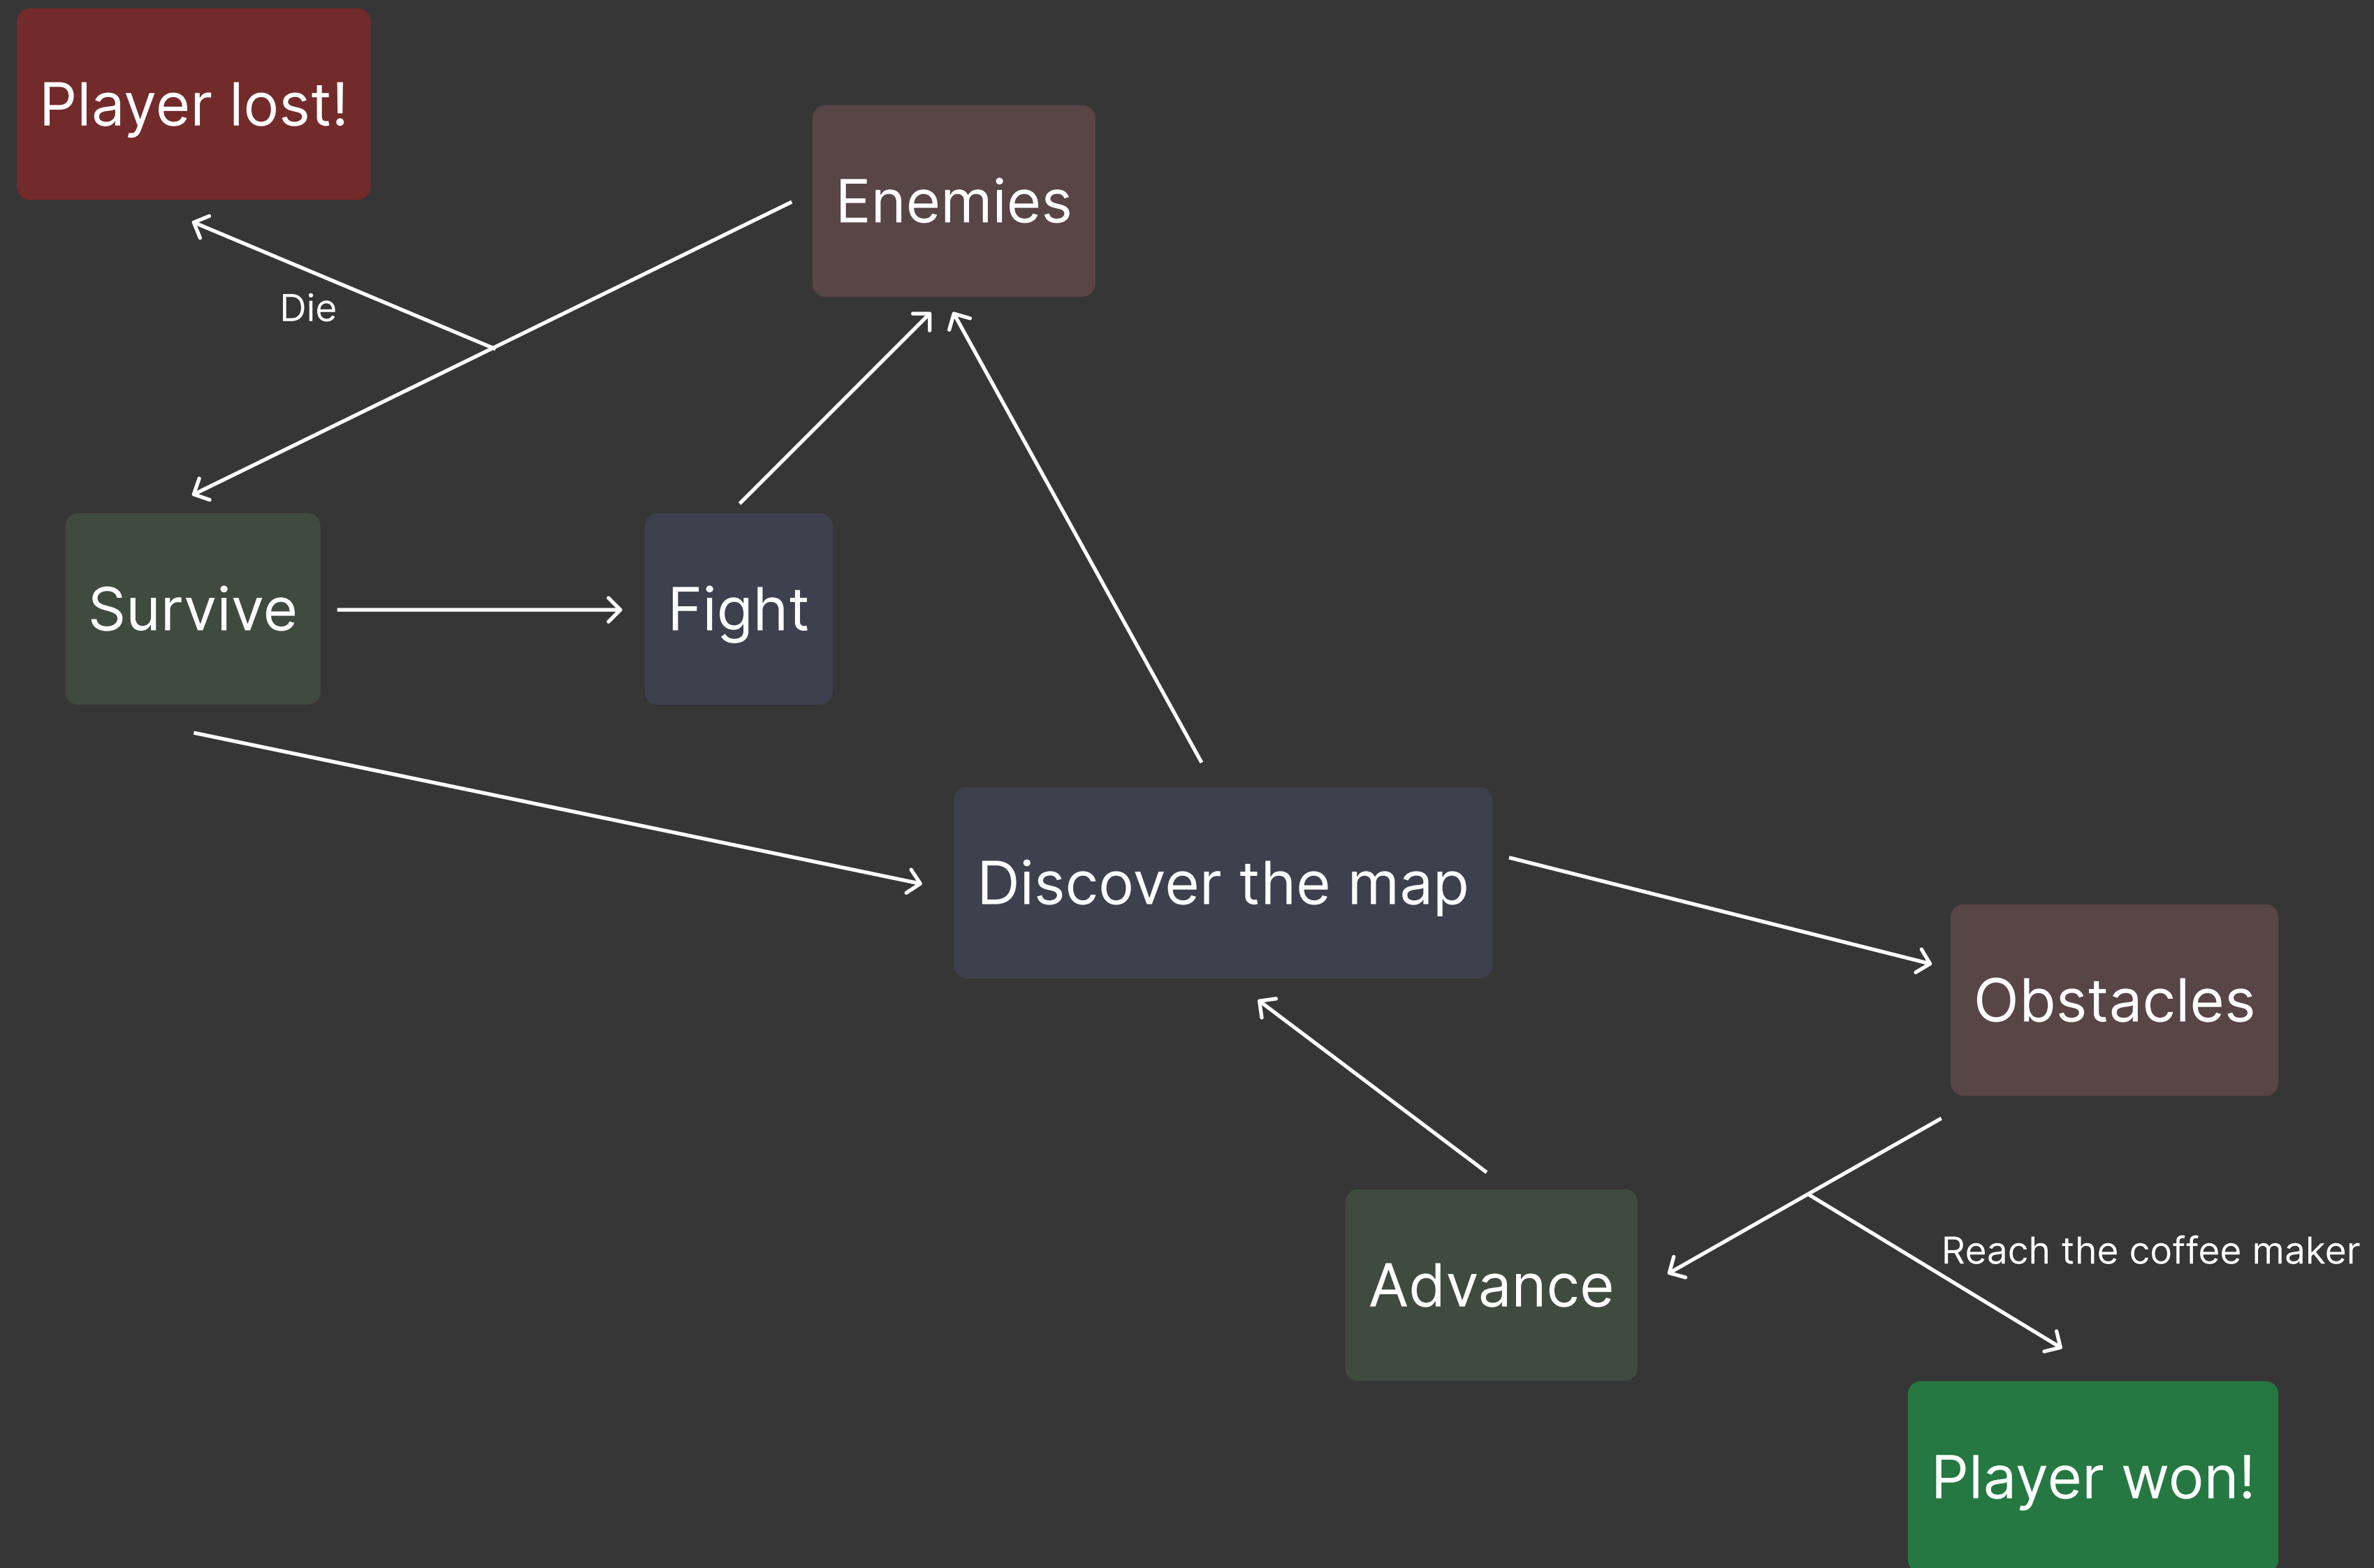 Player lost!
Enemies
Die
Survive
Fight
Discover the map
Obstacles
Reach the coffee maker
Advance
Player won!